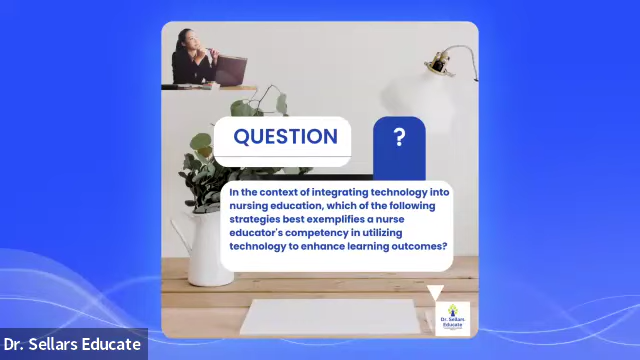 QUESTION
?
In the context of integrating technology into
nursing education, which of the following
strategies best exemplifies a nurse
educator's competency in utilizing
technology to enhance learning outcomes?
Dr. Sellars
Educate
Dr. Sellars Educate